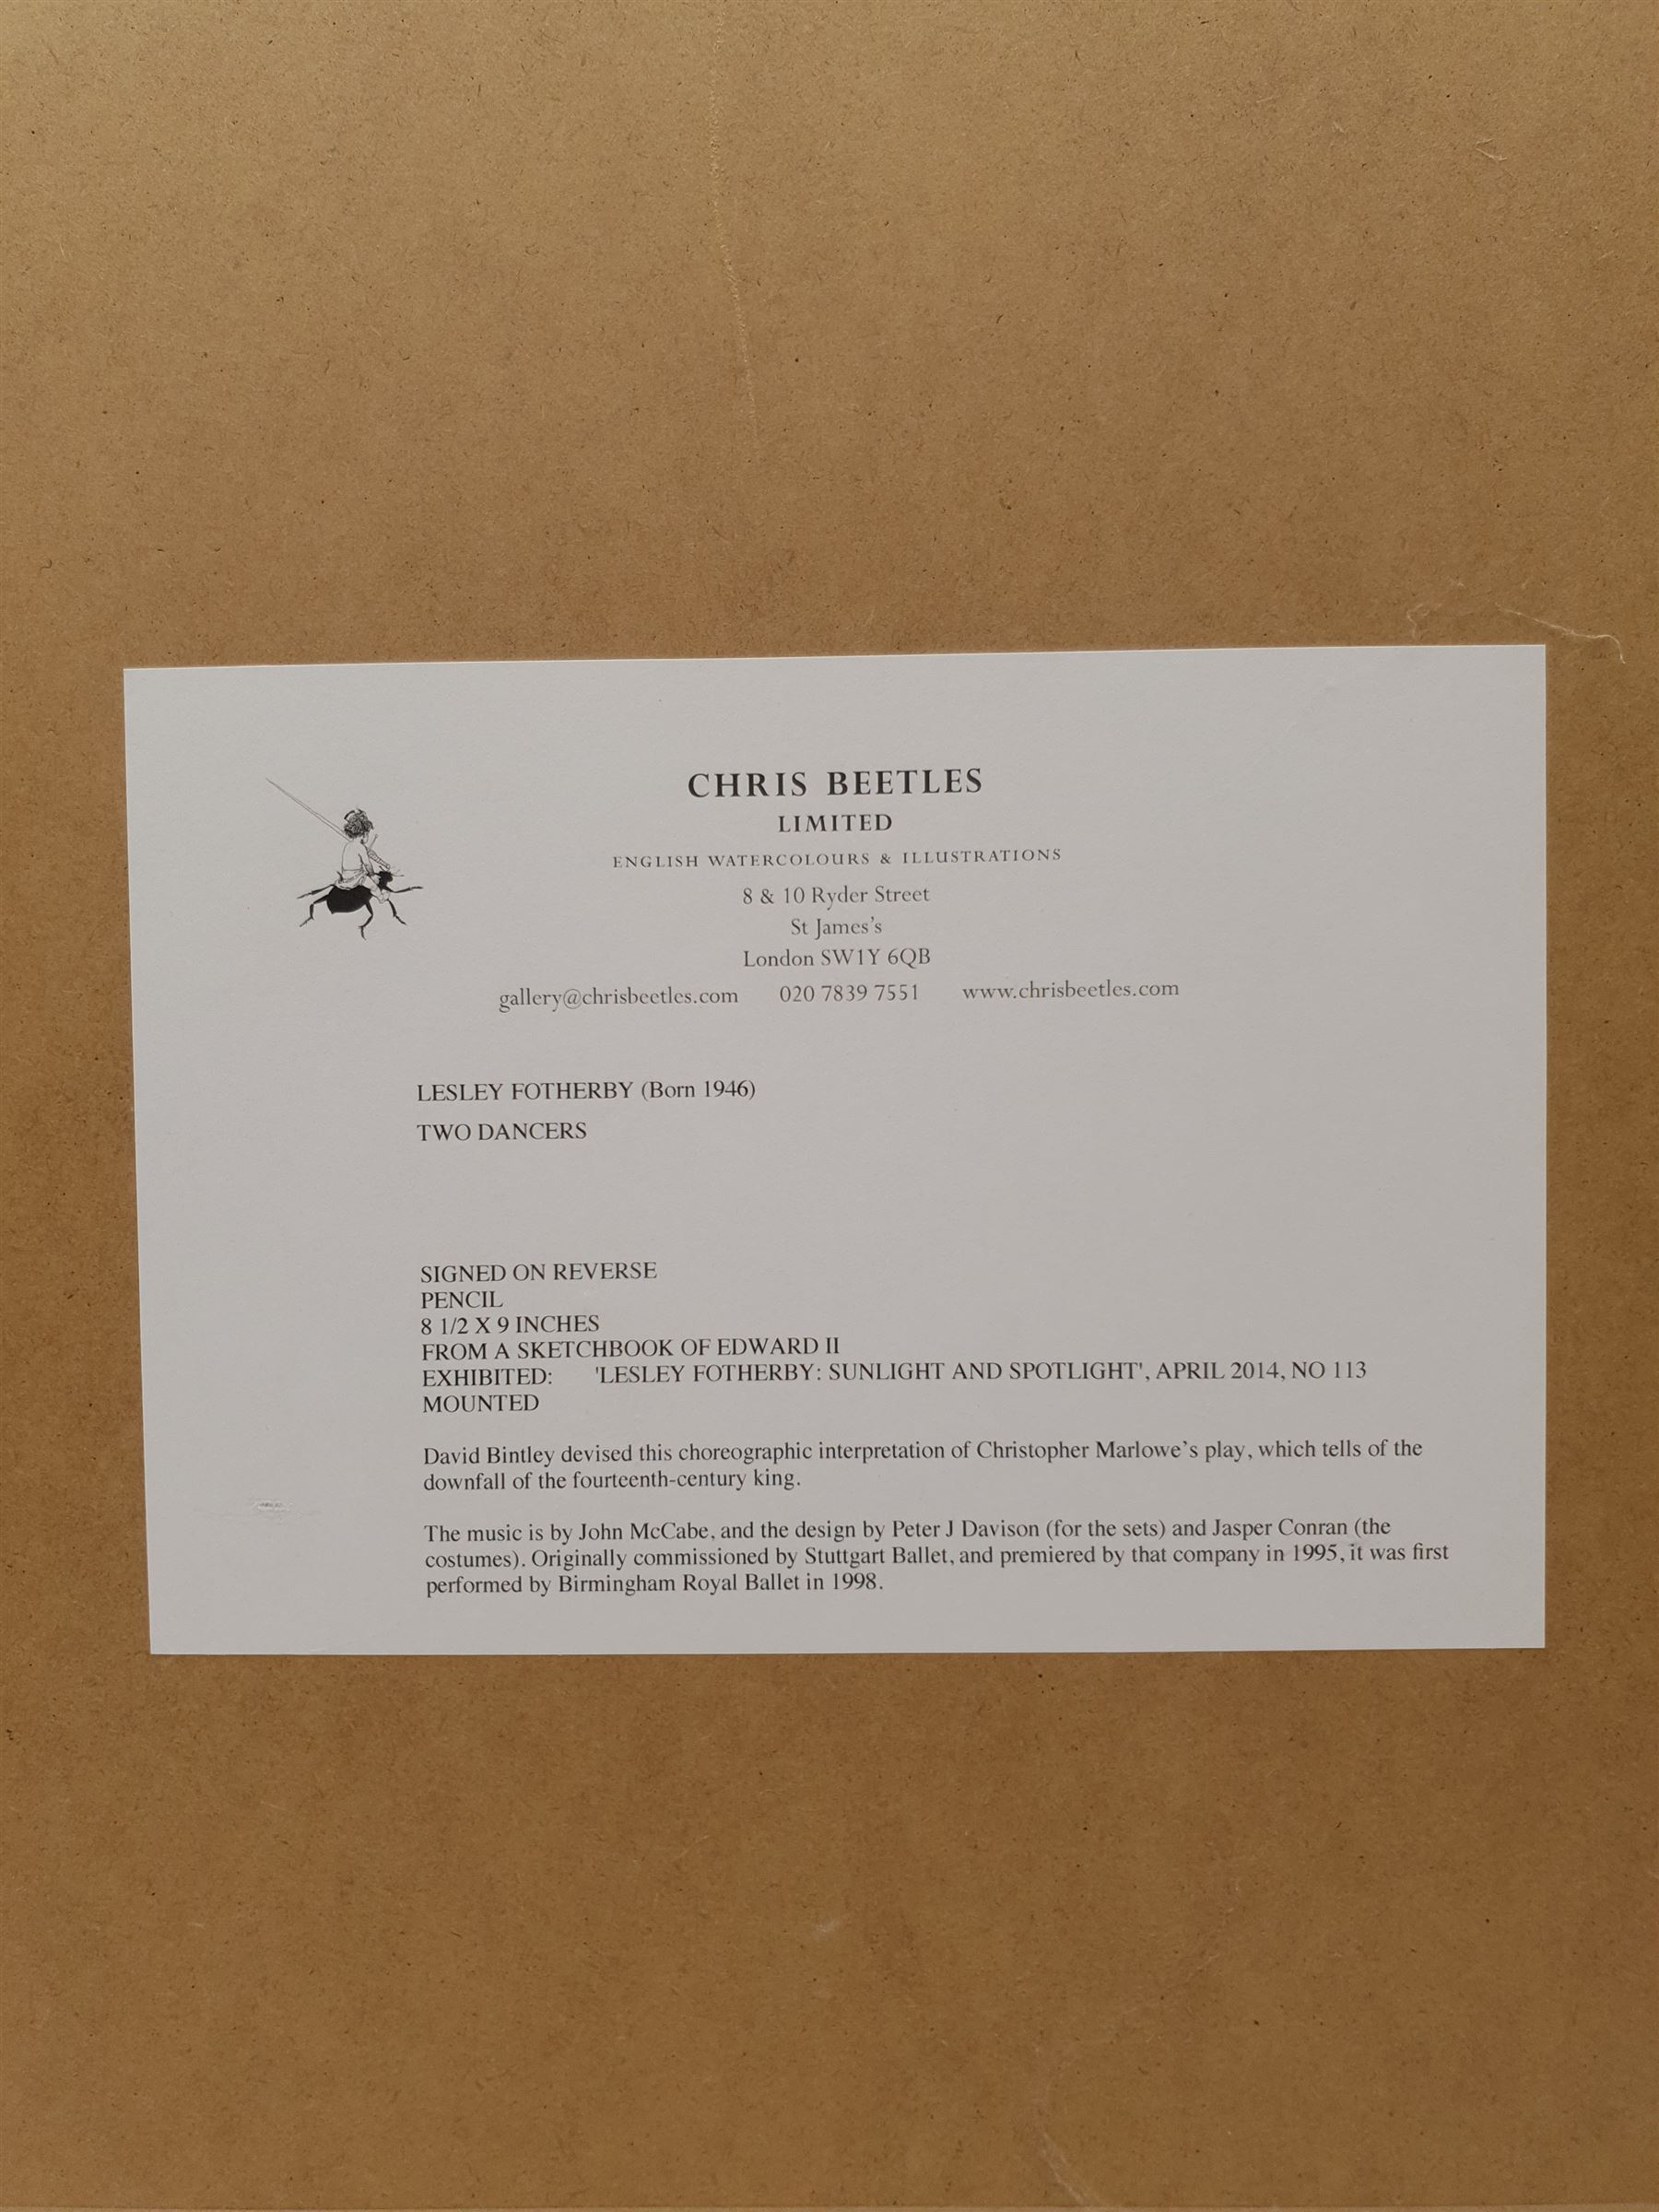 CHRIS BEETLES
LIMITED
ENGLISH WATERCOLOURS & ILLUSTRATIONS
8 & 10 Ryder Street
St James's
London SW1Y 6QB
gallery@chrisbeetles.com 020 7839 7551 www.chrisbeetles.com
LESLEY FOTHERBY (Born 1946)
TWO DANCERS
SIGNED ON REVERSE
PENCIL
8 1/2 X 9 INCHES
FROM A SKETCHBOOK OF EDWARD II
EXHIBITED: 'LESLEY FOTHERBY: SUNLIGHT AND SPOTLIGHT', APRIL 2014, NO 113
MOUNTED
David Bintley devised this choreographic interpretation of Christopher Marlowe's play, which tells of the
downfall of the fourteenth-century king.
The music is by John McCabe, and the design by Peter J Davison (for the sets) and Jasper Conran (the
costumes). Originally commissioned by Stuttgart Ballet, and premiered by that company in 1995, it was first
performed by Birmingham Royal Ballet in 1998.